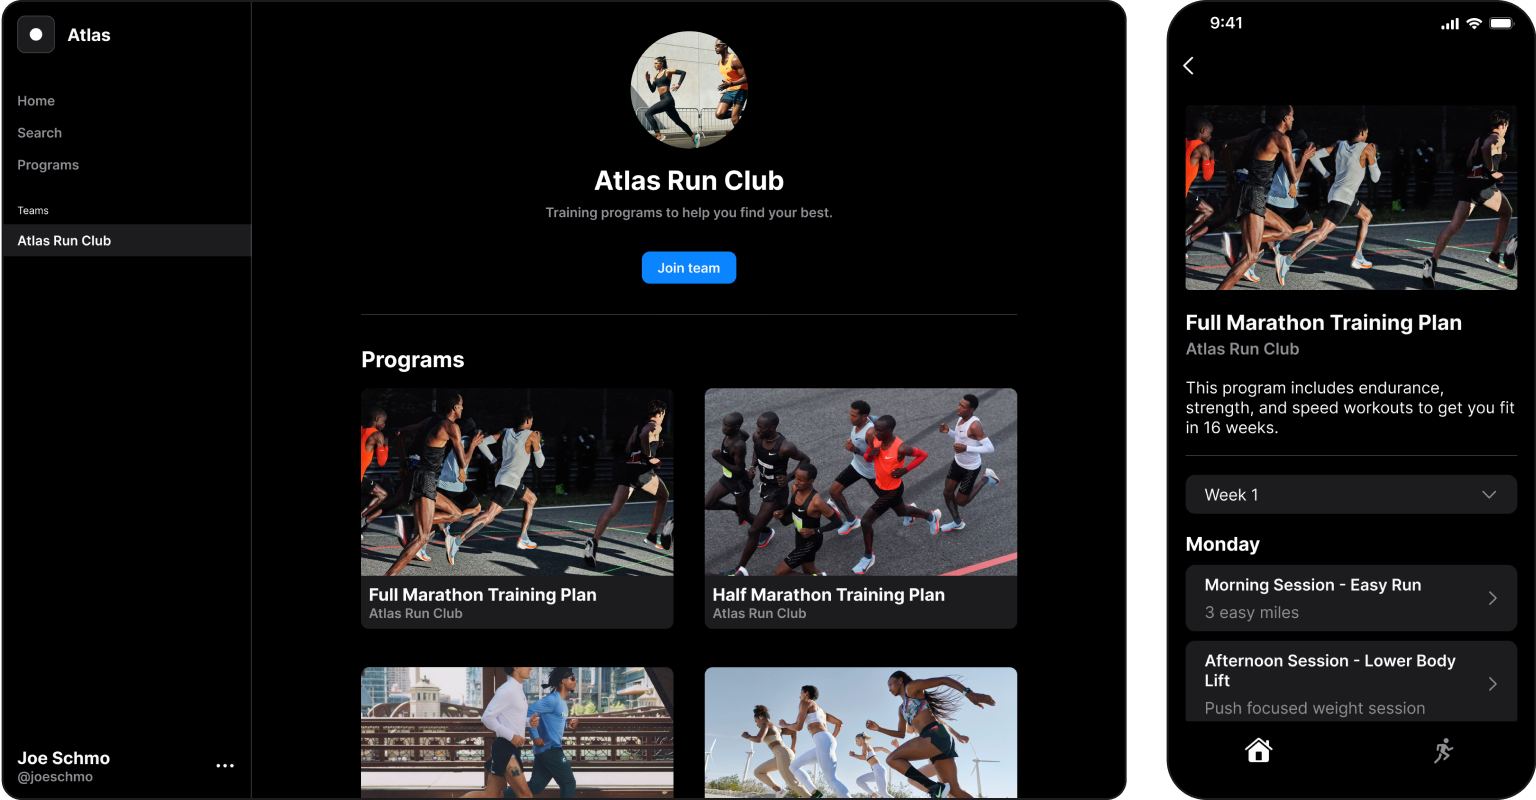 Atlas
Home
Search
Programs
Teams
Atlas Run Club
Joe Schmo
@joeschmo
Atlas Run Club
Training programs to help you find your best.
Join team
Programs
Full Marathon Training Plan
Atlas Run Club
Half Marathon Training Plan
Atlas Run Club
9:41
Full Marathon Training Plan
Atlas Run Club
This program includes endurance,
strength, and speed workouts to get you fit
in 16 weeks.
Week 1
Monday
Morning Session - Easy Run
3 easy miles
Afternoon Session - Lower Body
Lift
Push focused weight session